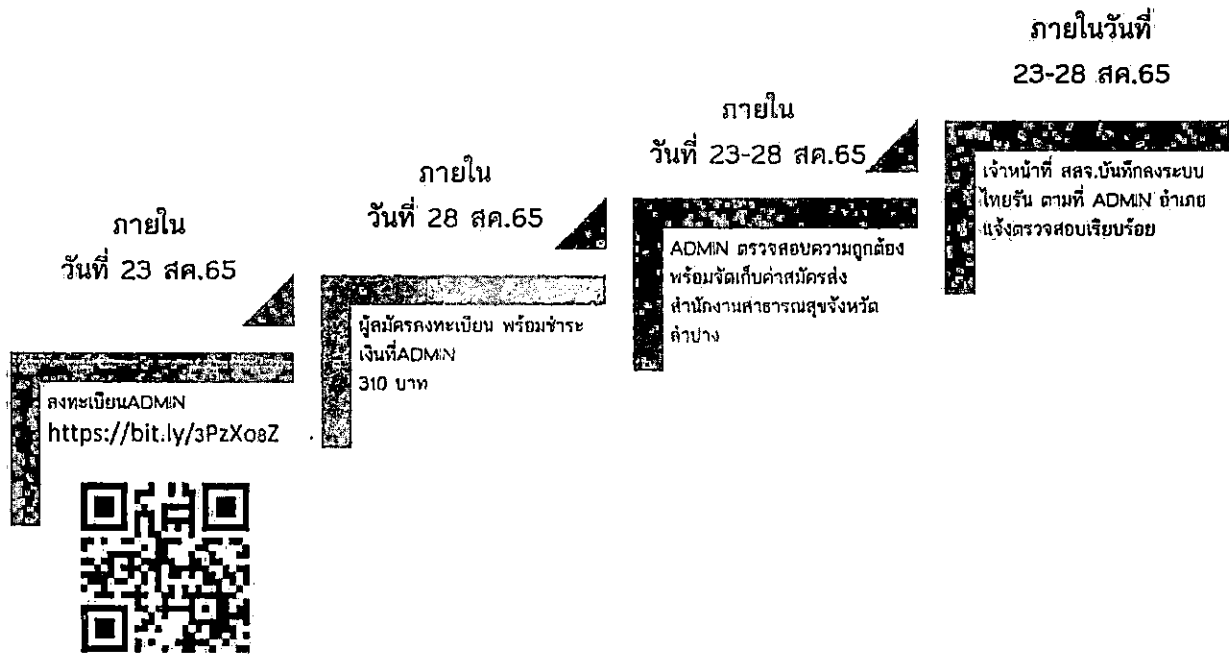 ภายใน
วันที่ 23 สค.65
ลงทะเบียนADMIN
https://bit.ly/3PzXo8Z
ภายใน
วันที่ 28 สค.65
ผู้สมัครลงทะเบียน พร้อมชำระ
เงินที่ADMIN
310 บาท
ภายใน
วันที่ 23-28 สค.65
ADMIN ตรวจสอบความถูกต้อง
พร้อมจัดเก็บค่าสมัครส่ง
สำนักงานสาธารณสุขจังหวัด
ลำปาง
ภายในวันที่
23-28 สค.65
เจ้าหน้าที่ สสจ.บันทึกลงระบบ
ไทยรัน ตามที่ ADMIN อำเภอ
แจ้งตรวจสอบเรียบร้อย